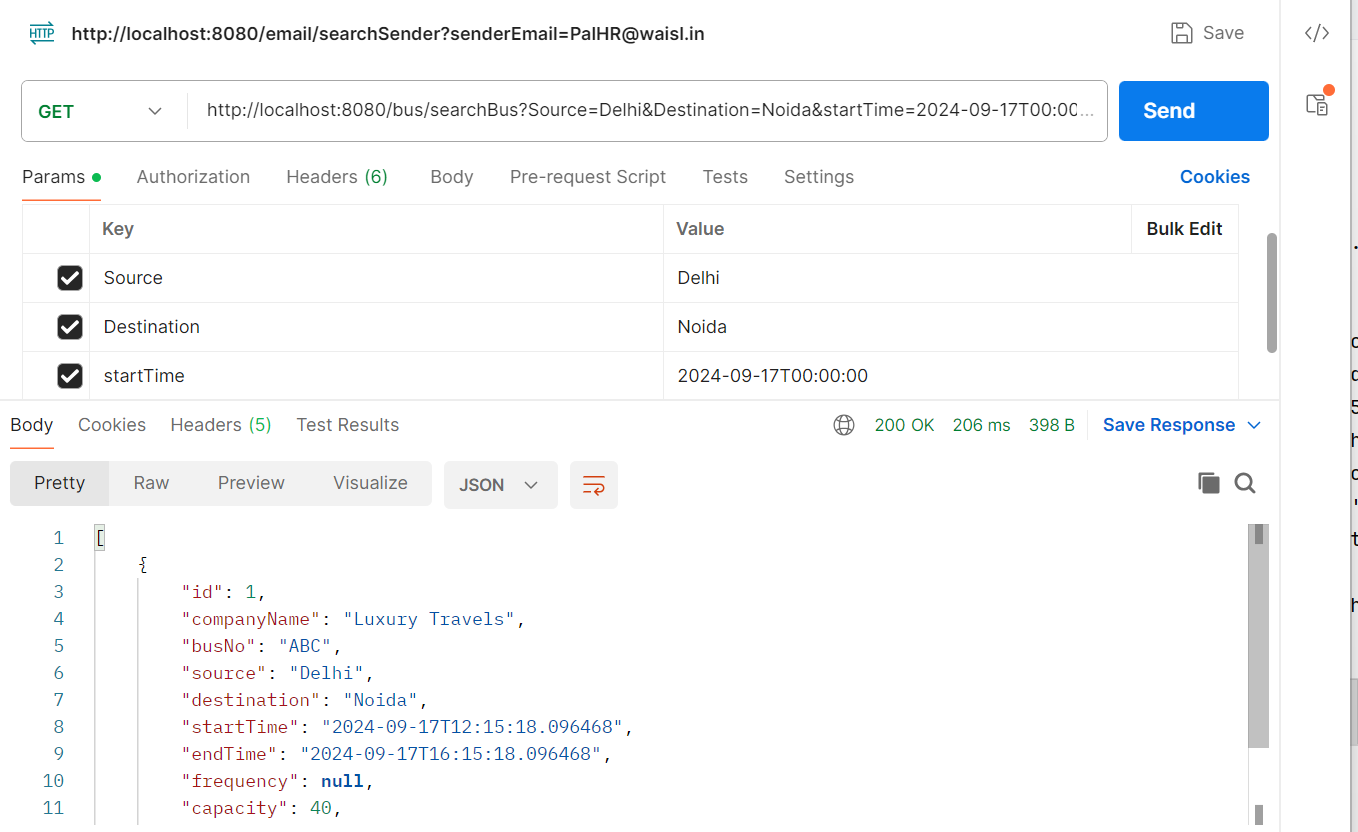 HTTP http://localhost:8080/email/searchSender?senderEmail=PalHR@waisl.in Save
GET http://localhost:8080/bus/searchBus?Source=Delhi&Destination=Noida&startTime=2024-09-17T00:00... Send
Params Authorization Headers (6) Body Pre-request Script Tests Settings Cookies
Key Value Bulk Edit
Source Delhi
Destination Noida
startTime 2024-09-17T00:00:00
Body Cookies Headers (5) Test Results 200 OK 206 ms 398 B Save Response
Pretty Raw Preview Visualize JSON
1 [
2 {
3 "id": 1,
4 "companyName": "Luxury Travels",
5 "busNo": "ABC",
6 "source": "Delhi",
7 "destination": "Noida",
8 "startTime": "2024-09-17T12:15:18.096468",
9 "endTime": "2024-09-17T16:15:18.096468",
10 "frequency": null,
11 "capacity": 40,